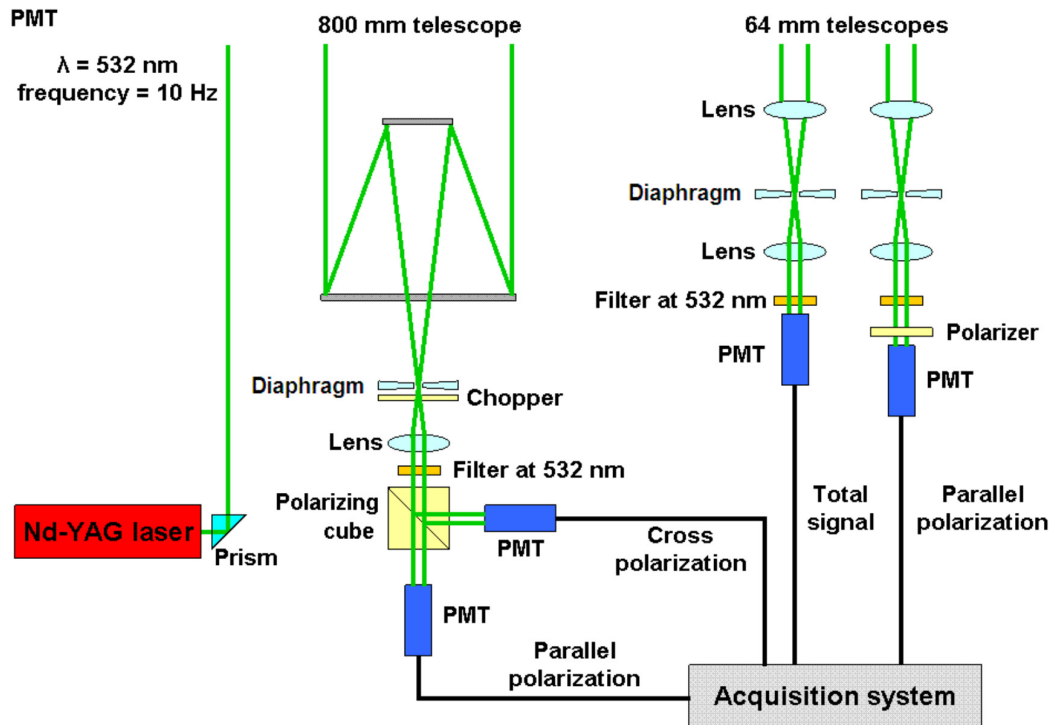 PMT
λ = 532 nm
frequency = 10 Hz
Nd-YAG laser
Prism
800 mm telescope
Diaphragm
Chopper
Lens
Filter at 532 nm
Polarizing
cube
PMT
Cross
polarization
PMT
Parallel
polarization
64 mm telescopes
Lens
Diaphragm
Lens
Filter at 532 nm
Polarizer
PMT
PMT
Total
signal
Parallel
polarization
Acquisition system